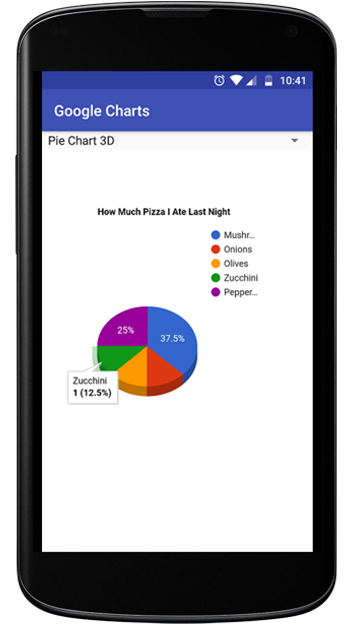 10:41
Google Charts
Pie Chart 3D
How Much Pizza I Ate Last Night
Mushr...
Onions
Olives
Zucchini
Pepper...
25%
37.5%
Zucchini
1 (12.5%)